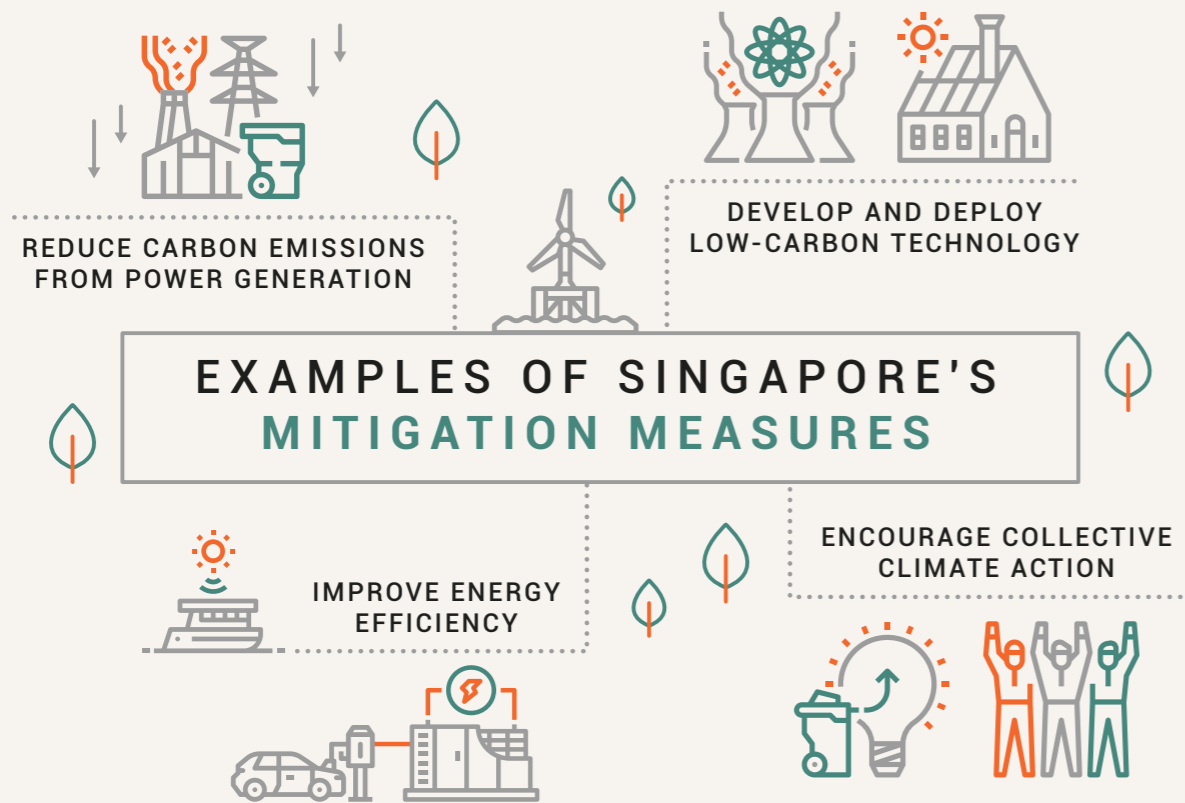 REDUCE CARBON EMISSIONS
FROM POWER GENERATION
DEVELOP AND DEPLOY
LOW-CARBON TECHNOLOGY
EXAMPLES OF SINGAPORE'S
MITIGATION MEASURES
IMPROVE ENERGY
EFFICIENCY
ENCOURAGE COLLECTIVE
CLIMATE ACTION